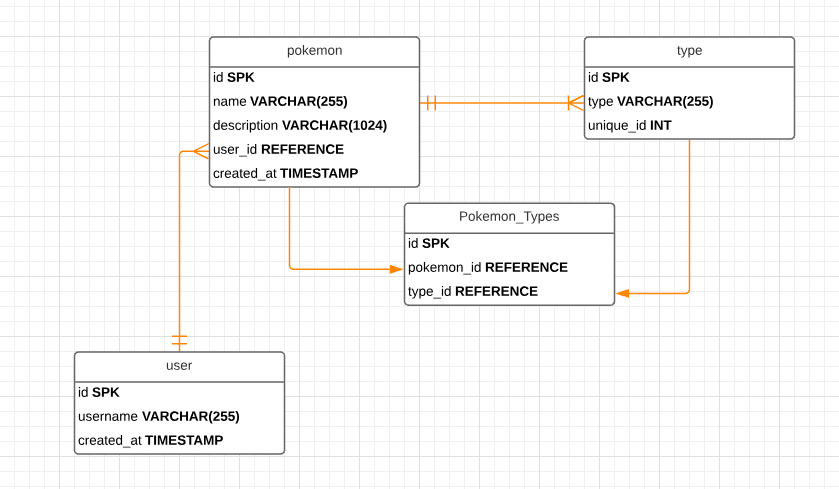 pokemon
id SPK
name VARCHAR(255)
description VARCHAR(1024)
user_id REFERENCE
created_at TIMESTAMP
type
id SPK
type VARCHAR(255)
unique_id INT
Pokemon_Types
id SPK
pokemon_id REFERENCE
type_id REFERENCE
user
id SPK
username VARCHAR(255)
created_at TIMESTAMP